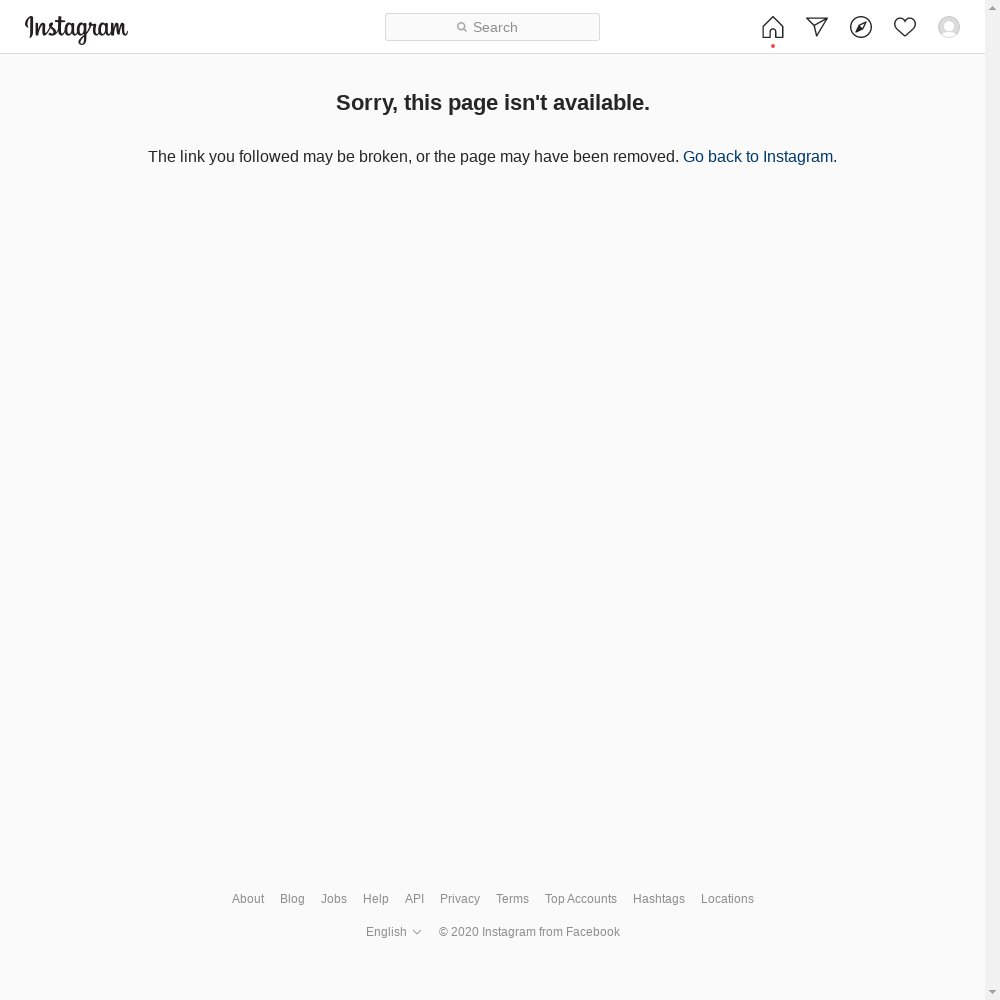 Instagram
Search
Sorry, this page isn't available.
The link you followed may be broken, or the page may have been removed. Go back to Instagram.
About Blog Jobs Help API Privacy Terms Top Accounts Hashtags Locations
English © 2020 Instagram from Facebook